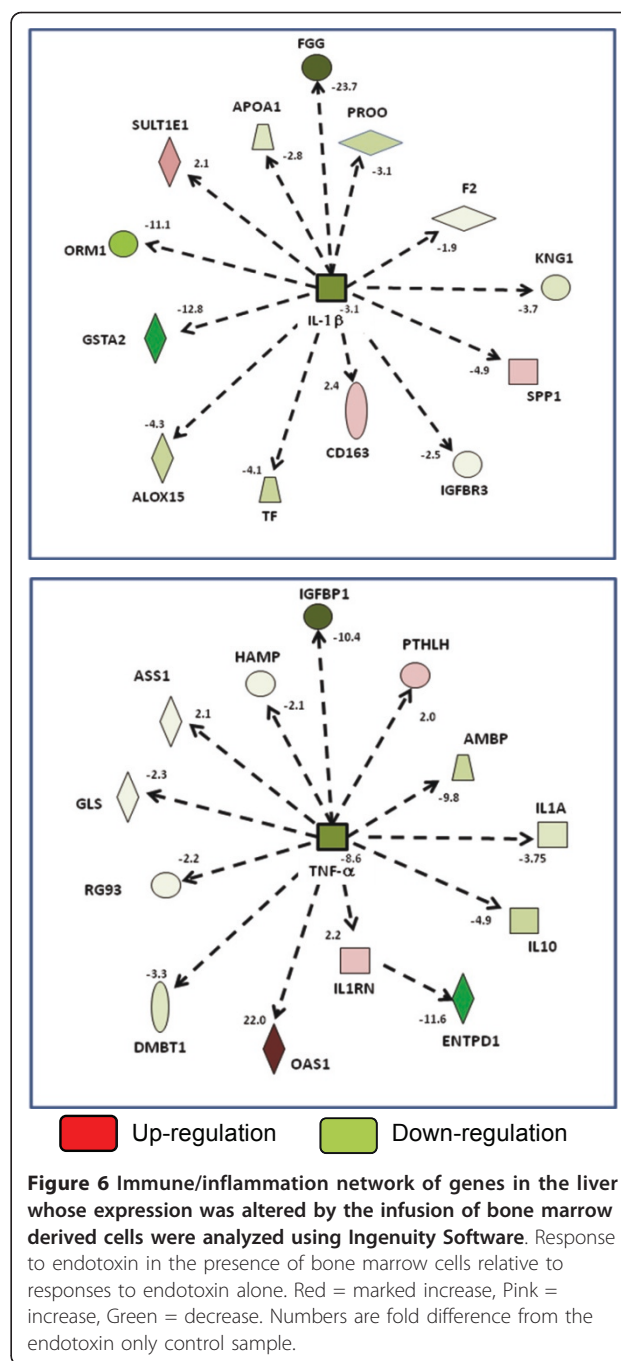 FGG
-23.7
APOA1
-2.8
PROO
-3.1
SULT1E1
2.1
F2
-1.9
ORM1
-11.1
KNG1
-3.7
IL-1β
-3.1
GSTA2
-12.8
-4.9
SPP1
2.4
CD163
-2.5
IGFBR3
-4.3
ALOX15
-4.1
TF
IGFBP1
-10.4
HAMP
-2.1
PTHLH
2.0
ASS1
2.1
AMBP
-9.8
GLS
-2.3
IL1A
-3.75
TNF-α
-8.6
RG93
-2.2
-4.9
IL10
2.2
IL1RN
-11.6
ENTPD1
-3.3
DMBT1
22.0
OAS1
Up-regulation Down-regulation
Figure 6 Immune/inflammation network of genes in the liver
whose expression was altered by the infusion of bone marrow
derived cells were analyzed using Ingenuity Software. Response
to endotoxin in the presence of bone marrow cells relative to
responses to endotoxin alone. Red = marked increase, Pink =
increase, Green = decrease. Numbers are fold difference from the
endotoxin only control sample.